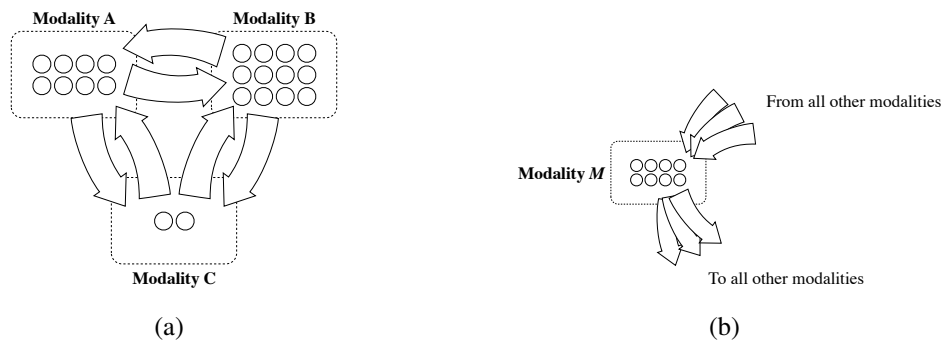 Modality A
Modality B
Modality C
(a)
From all other modalities
Modality M
To all other modalities
(b)